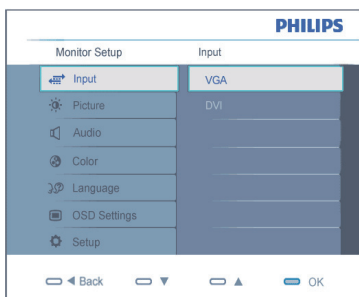 PHILIPS
Monitor Setup
Input
Input
VGA
Picture
DVI
Audio
Color
Language
OSD Settings
Setup
Back
OK